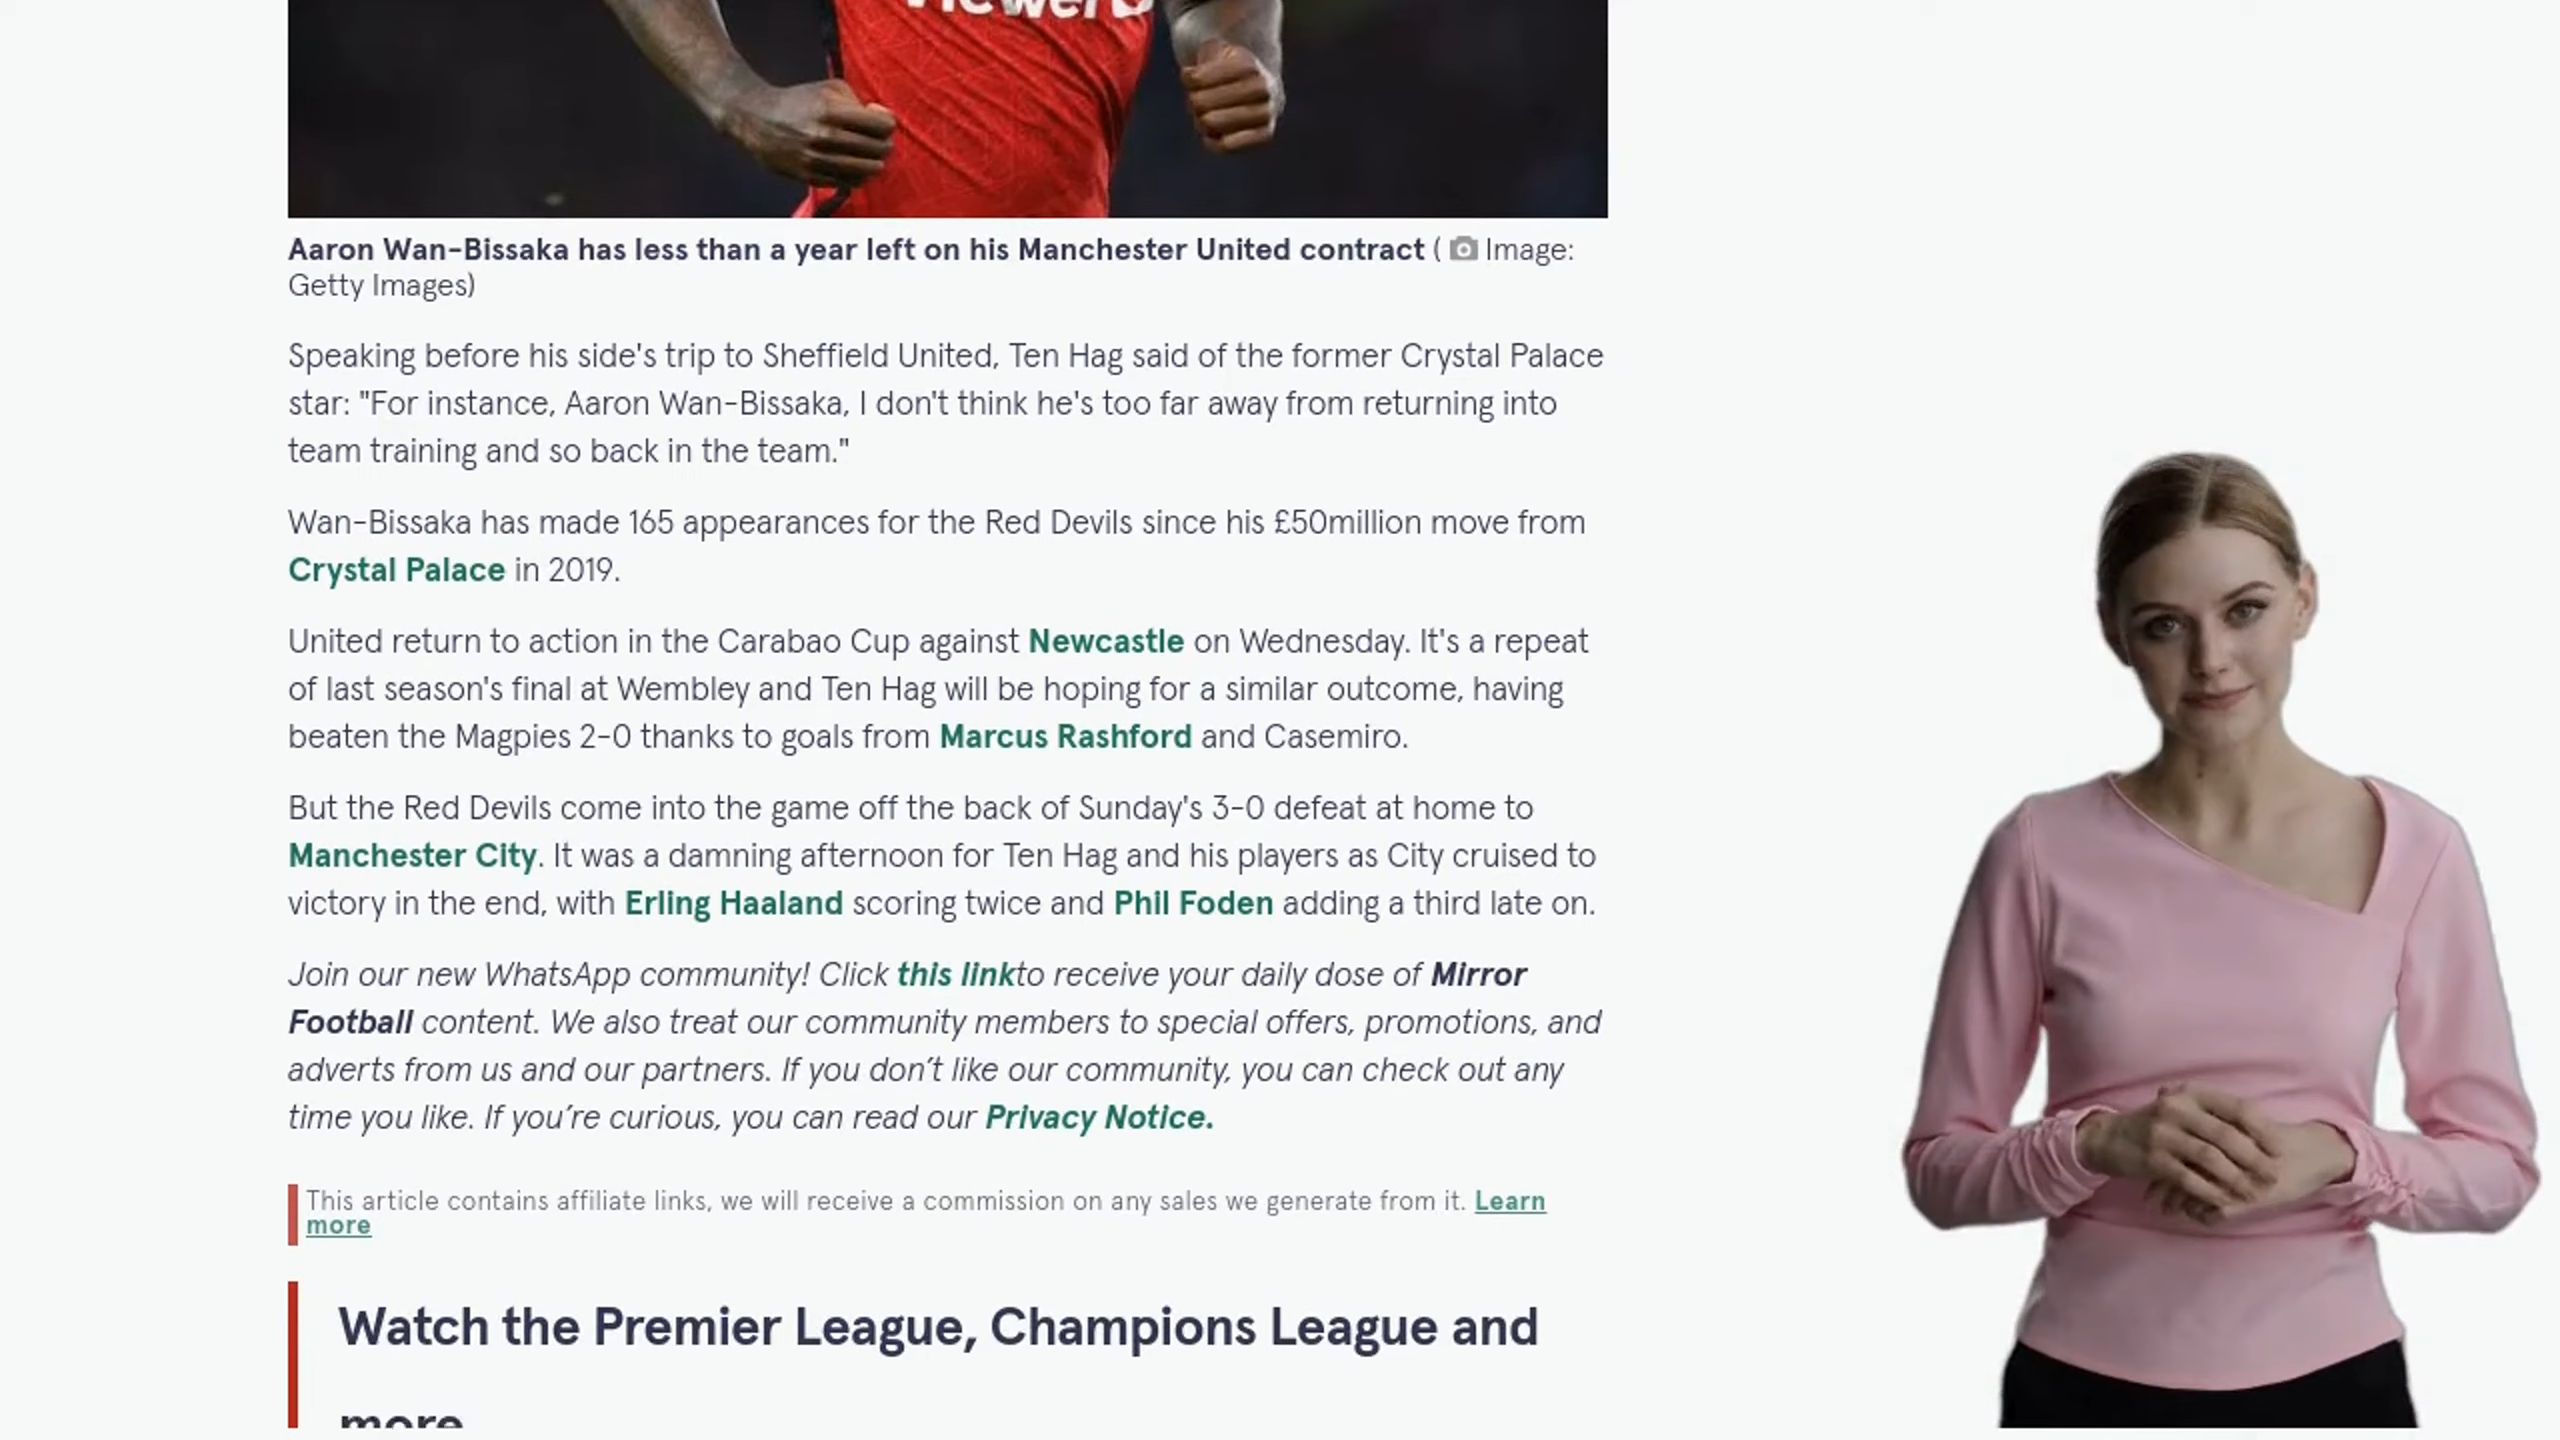 Aaron Wan-Bissaka has less than a year left on his Manchester United contract ( Image:
Getty Images)
Speaking before his side's trip to Sheffield United, Ten Hag said of the former Crystal Palace
star: "For instance, Aaron Wan-Bissaka, I don't think he's too far away from returning into
team training and so back in the team."
Wan-Bissaka has made 165 appearances for the Red Devils since his £50million move from
Crystal Palace in 2019.
United return to action in the Carabao Cup against Newcastle on Wednesday. It's a repeat
of last season's final at Wembley and Ten Hag will be hoping for a similar outcome, having
beaten the Magpies 2-0 thanks to goals from Marcus Rashford and Casemiro.
But the Red Devils come into the game off the back of Sunday's 3-0 defeat at home to
Manchester City. It was a damning afternoon for Ten Hag and his players as City cruised to
victory in the end, with Erling Haaland scoring twice and Phil Foden adding a third late on.
Join our new WhatsApp community! Click this linkto receive your daily dose of Mirror
Football content. We also treat our community members to special offers, promotions, and
adverts from us and our partners. If you don’t like our community, you can check out any
time you like. If you’re curious, you can read our Privacy Notice.
This article contains affiliate links, we will receive a commission on any sales we generate from it. Learn
more
Watch the Premier League, Champions League and
more